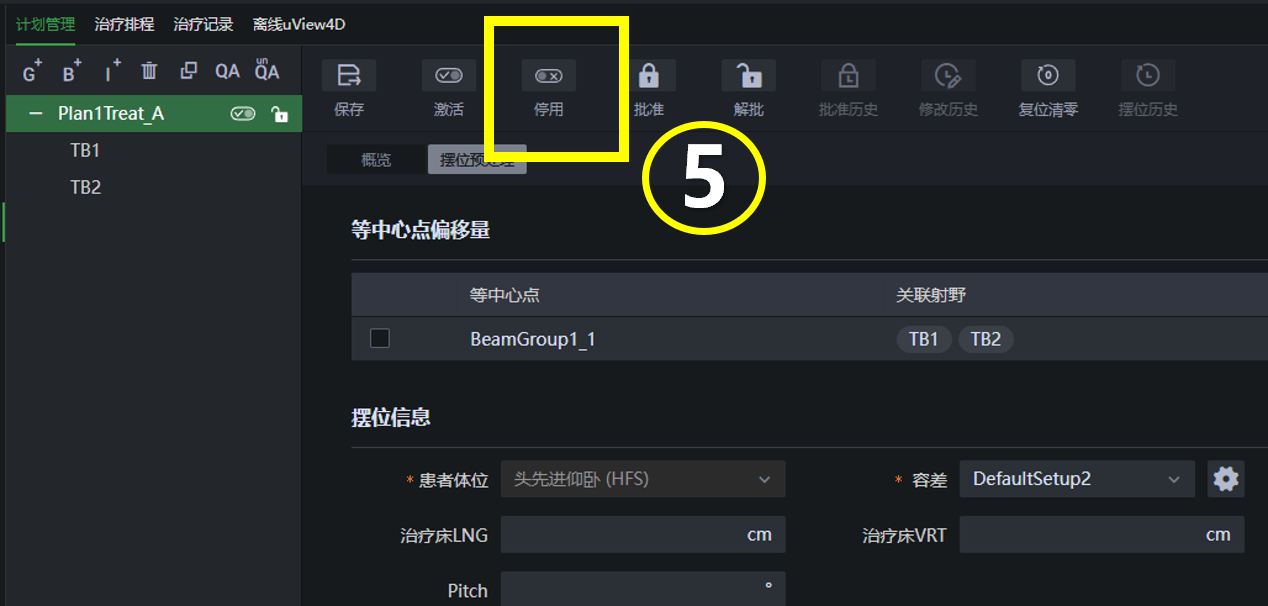 计划管理 治疗排程 治疗记录 离线uView4D
G+ B+ I+ QA unQA
保存 激活 停用 批准 解批 批准历史 修改历史 复位清零 摆位历史
Plan1Treat_A
TB1
TB2
概览 摆位预处理
5
等中心点偏移量
等中心点 关联射野
BeamGroup1_1 TB1 TB2
摆位信息
* 患者体位 头先进仰卧 (HFS) * 容差 DefaultSetup2
治疗床LNG cm 治疗床VRT cm
Pitch °